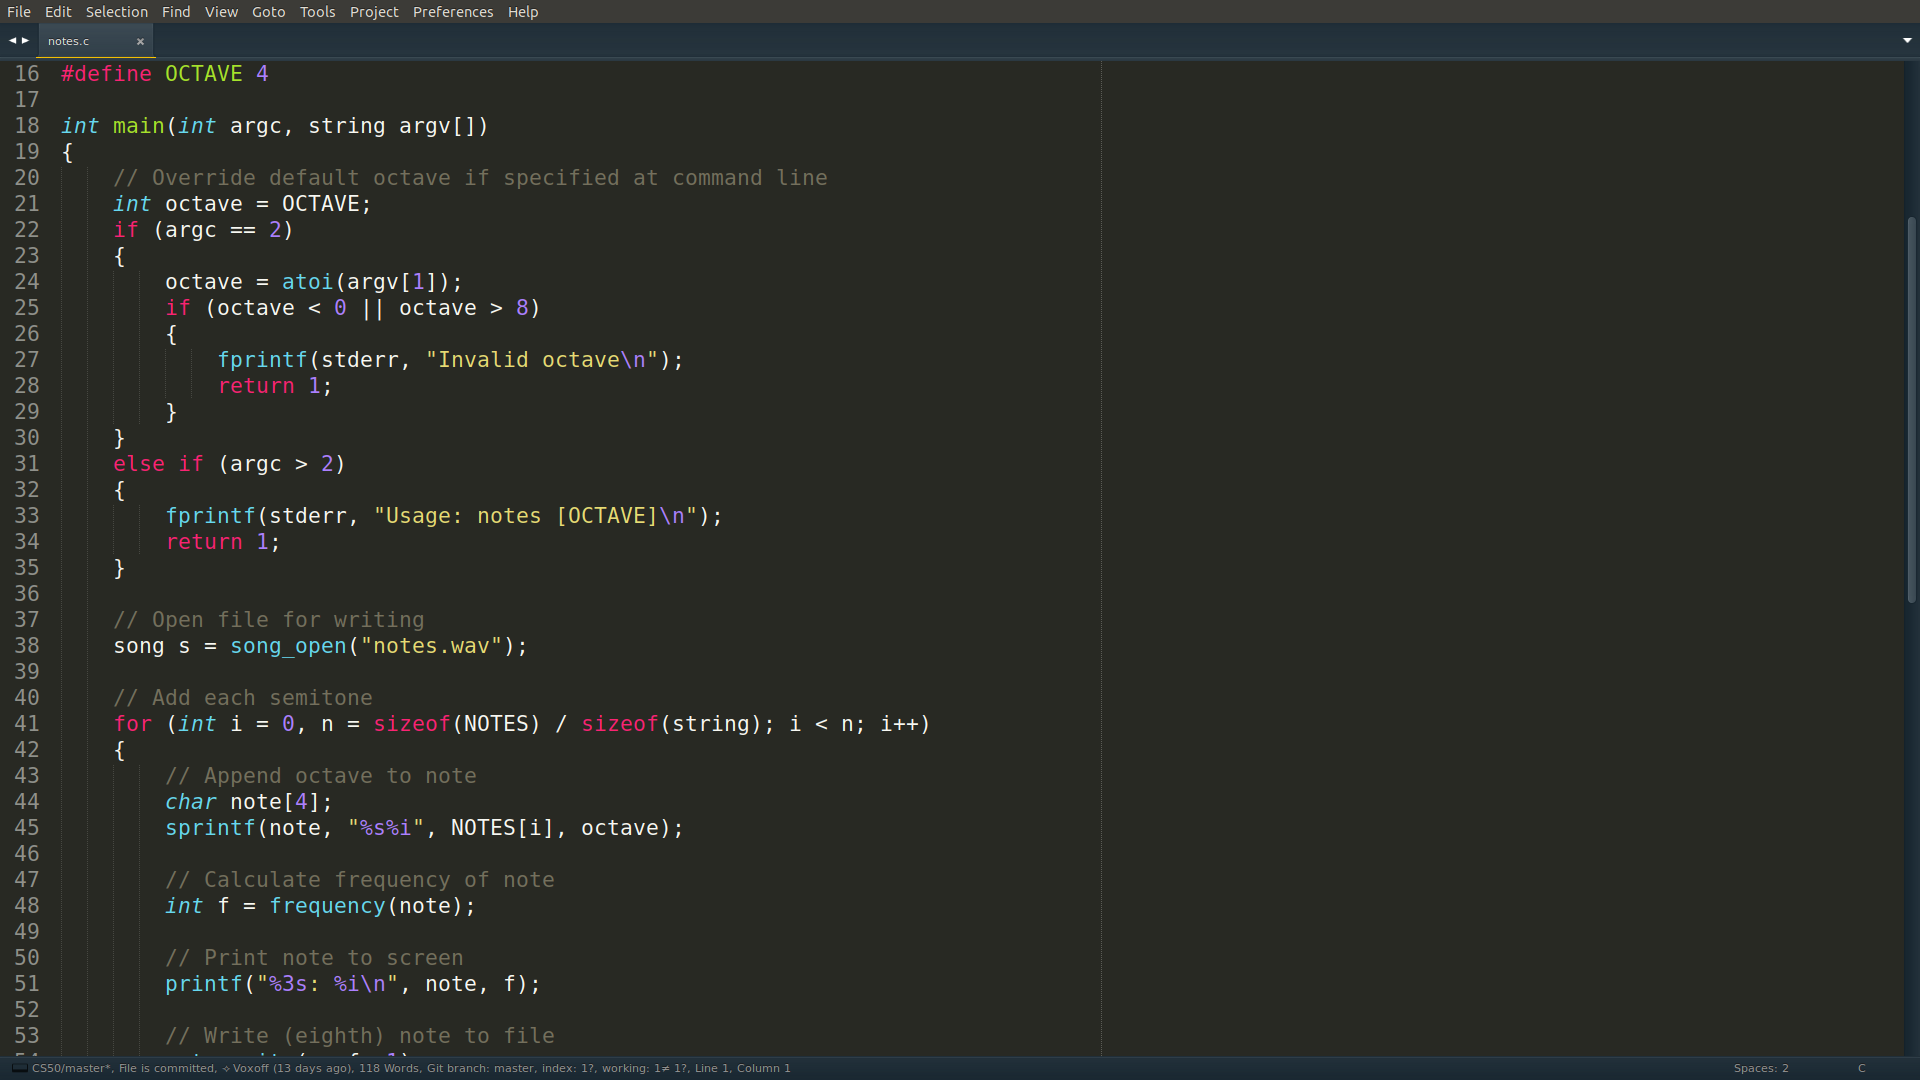 File Edit Selection Find View Goto Tools Project Preferences Help
notes.c ×
16 #define OCTAVE 4
17
18 int main(int argc, string argv[])
19 {
20     // Override default octave if specified at command line
21     int octave = OCTAVE;
22     if (argc == 2)
23     {
24         octave = atoi(argv[1]);
25         if (octave < 0 || octave > 8)
26         {
27             fprintf(stderr, "Invalid octave\n");
28             return 1;
29         }
30     }
31     else if (argc > 2)
32     {
33         fprintf(stderr, "Usage: notes [OCTAVE]\n");
34         return 1;
35     }
36
37     // Open file for writing
38     song s = song_open("notes.wav");
39
40     // Add each semitone
41     for (int i = 0, n = sizeof(NOTES) / sizeof(string); i < n; i++)
42     {
43         // Append octave to note
44         char note[4];
45         sprintf(note, "%s%i", NOTES[i], octave);
46
47         // Calculate frequency of note
48         int f = frequency(note);
49
50         // Print note to screen
51         printf("%3s: %i\n", note, f);
52
53         // Write (eighth) note to file
CS50/master*, File is committed, ⟢Voxoff (13 days ago), 118 Words, Git branch: master, index: 1?, working: 1≠ 1?, Line 1, Column 1 Spaces: 2 C